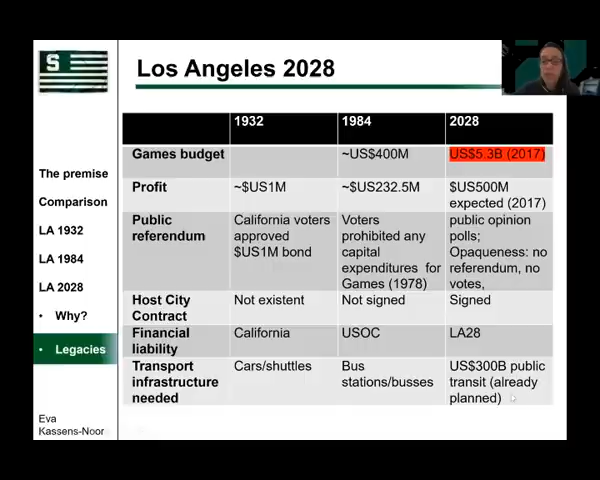 S
Los Angeles 2028
The premise
Comparison
LA 1932
LA 1984
LA 2028
• Why?
• Legacies
Eva
Kassens-Noor
1932 1984 2028
Games budget ~US$400M US$5.3B (2017)
Profit ~$US1M ~US232.5M $US500M
expected (2017)
Public California voters Voters public opinion
referendum approved prohibited any polls;
$US1M bond capital Opaqueness: no
expenditures for referendum, no
Games (1978) votes,
Host City Not existent Not signed Signed
Contract
Financial California USOC LA28
liability
Transport Cars/shuttles Bus US$300B public
infrastructure stations/busses transit (already
needed planned)